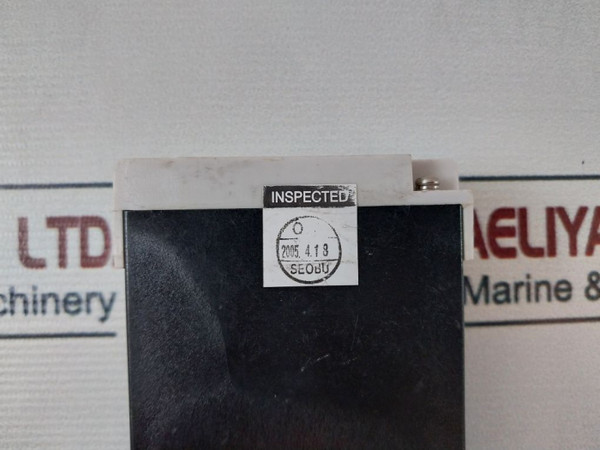 INSPECTED
O
2005. 4.18
SEOBU
LTD.
AELIYA
chinery
Marine &